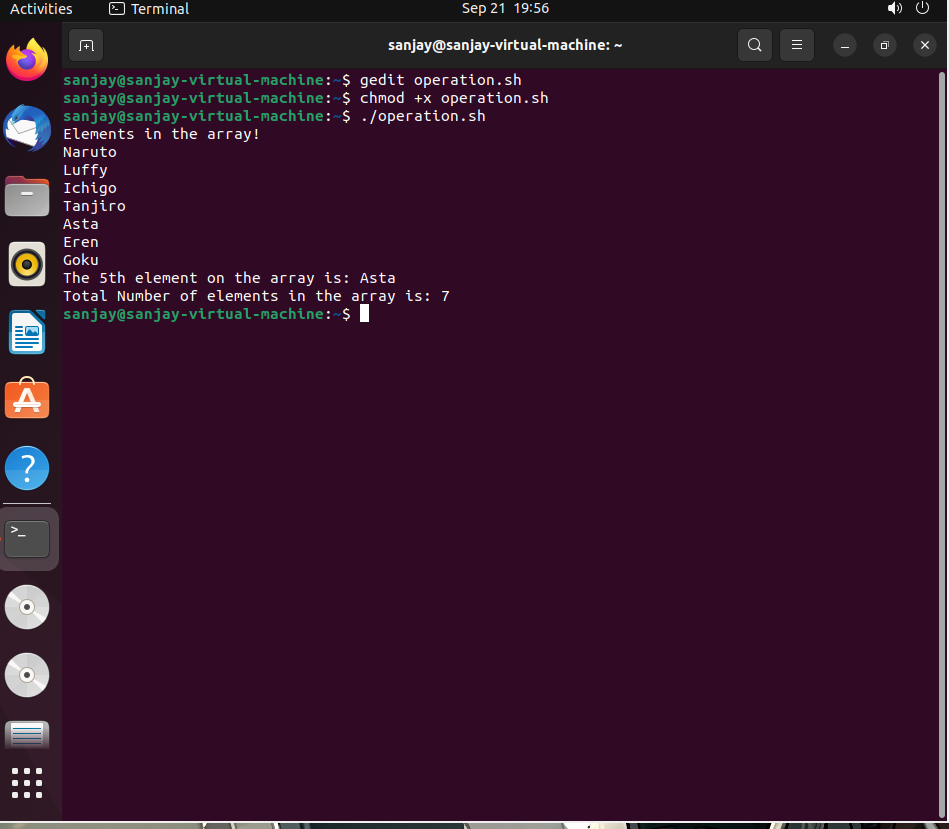 Activities
Terminal
Sep 21 19:56
sanjay@sanjay-virtual-machine: ~
sanjay@sanjay-virtual-machine:~$ gedit operation.sh
sanjay@sanjay-virtual-machine:~$ chmod +x operation.sh
sanjay@sanjay-virtual-machine:~$ ./operation.sh
Elements in the array!
Naruto
Luffy
Ichigo
Tanjiro
Asta
Eren
Goku
The 5th element on the array is: Asta
Total Number of elements in the array is: 7
sanjay@sanjay-virtual-machine:~$